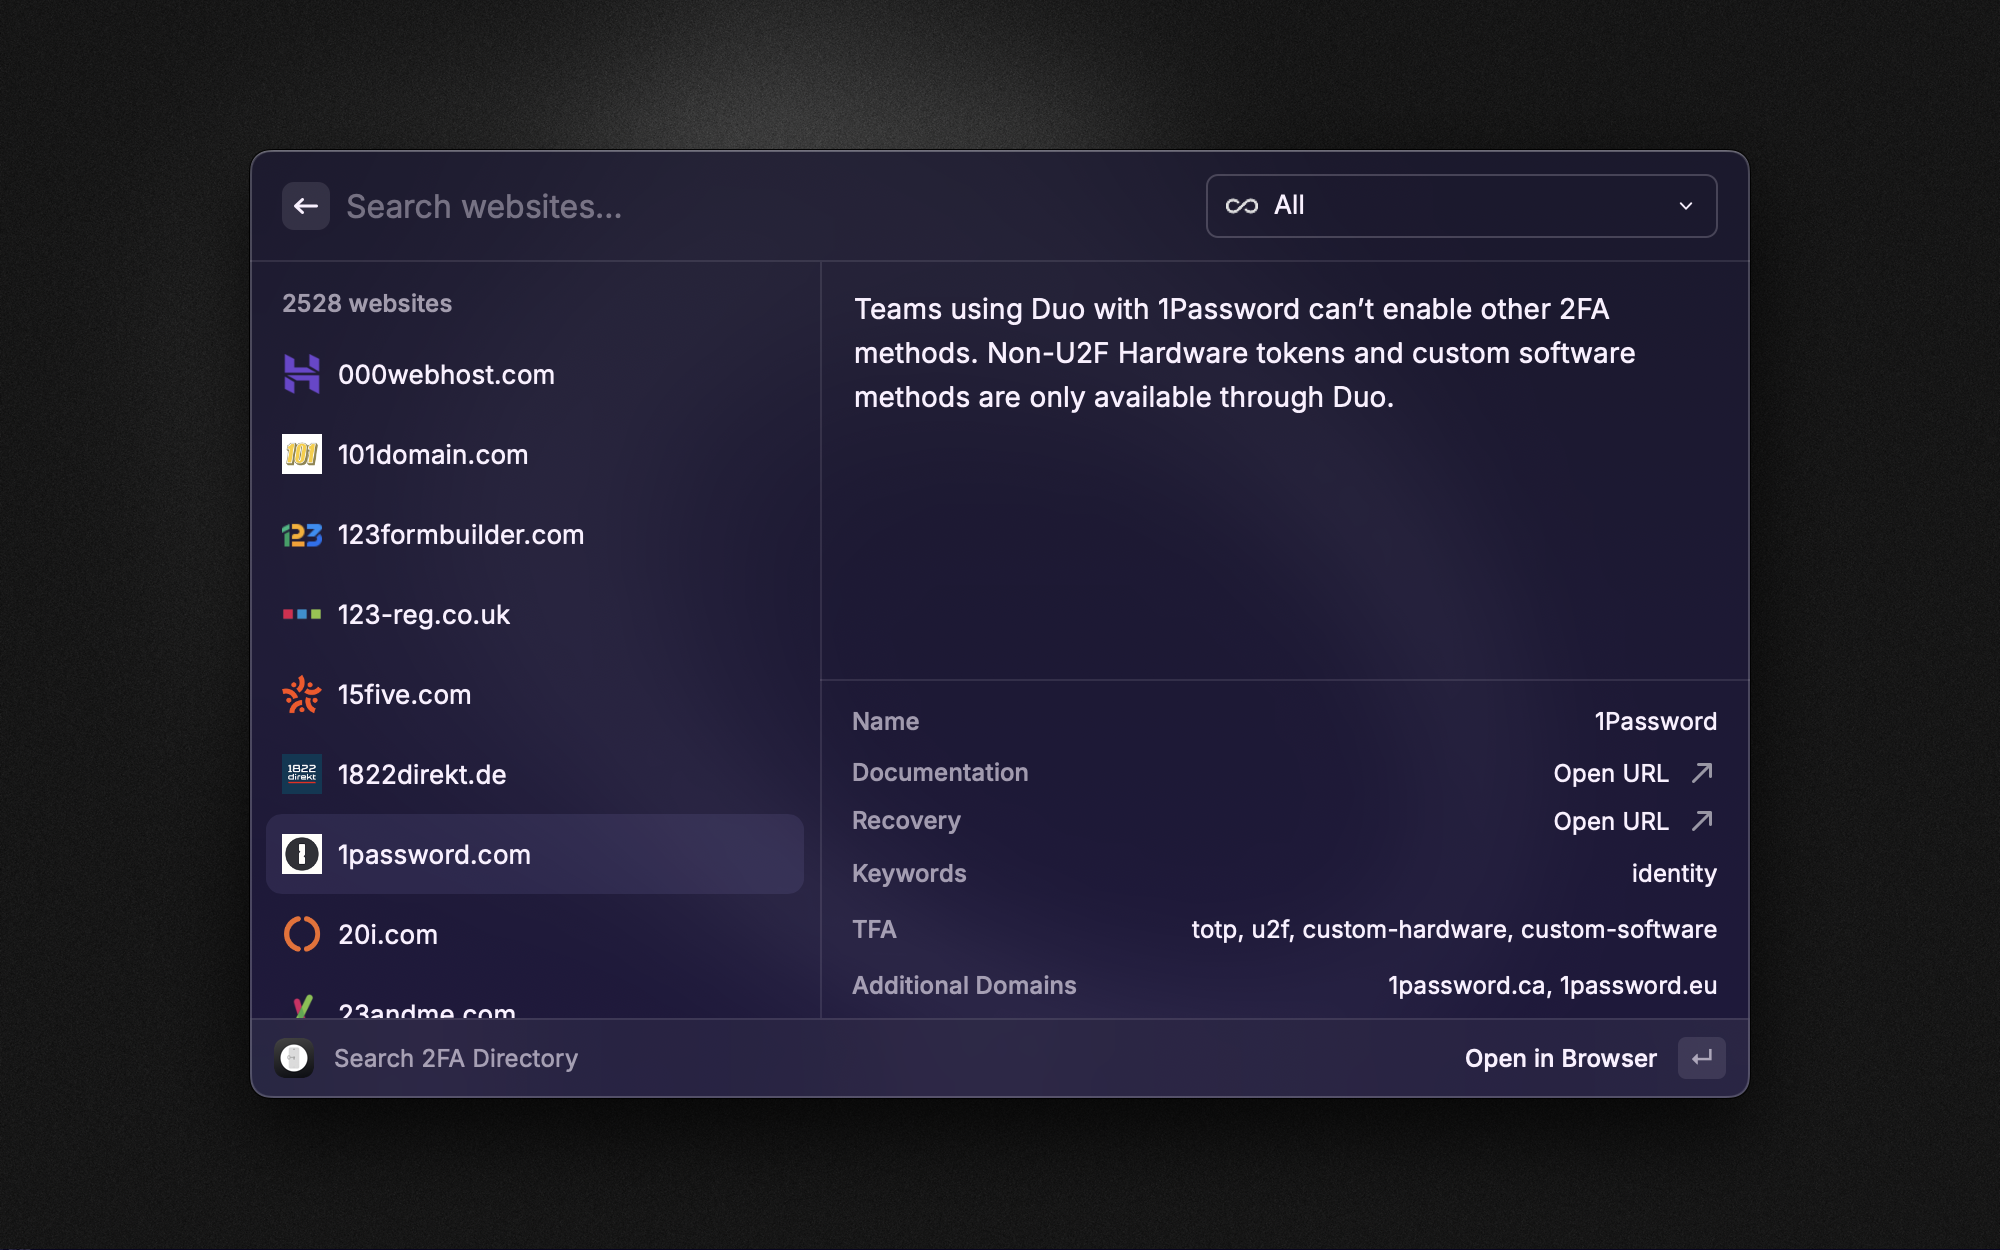 Search websites...
All
2528 websites
000webhost.com
101
101domain.com
123
123formbuilder.com
123-reg.co.uk
15five.com
1822
direkt
1822direkt.de
1password.com
20i.com
23andme.com
Teams using Duo with 1Password can’t enable other 2FA
methods. Non-U2F Hardware tokens and custom software
methods are only available through Duo.
Name 1Password
Documentation Open URL
Recovery Open URL
Keywords identity
TFA totp, u2f, custom-hardware, custom-software
Additional Domains 1password.ca, 1password.eu
Search 2FA Directory
Open in Browser